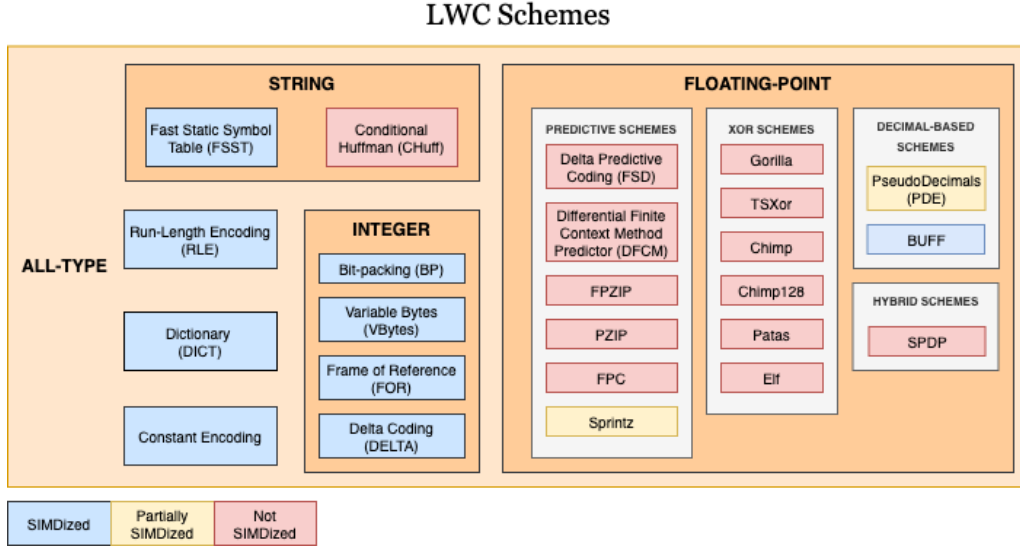 LWC Schemes
ALL-TYPE
STRING
Fast Static Symbol
Table (FSST)
Conditional
Huffman (CHuff)
Run-Length Encoding
(RLE)
Dictionary
(DICT)
Constant Encoding
INTEGER
Bit-packing (BP)
Variable Bytes
(VBytes)
Frame of Reference
(FOR)
Delta Coding
(DELTA)
FLOATING-POINT
PREDICTIVE SCHEMES
Delta Predictive
Coding (FSD)
Differential Finite
Context Method
Predictor (DFCM)
FPZIP
PZIP
FPC
Sprintz
XOR SCHEMES
Gorilla
TSXor
Chimp
Chimp128
Patas
Elf
DECIMAL-BASED
SCHEMES
PseudoDecimals
(PDE)
BUFF
HYBRID SCHEMES
SPDP
SIMDized
Partially
SIMDized
Not
SIMDized